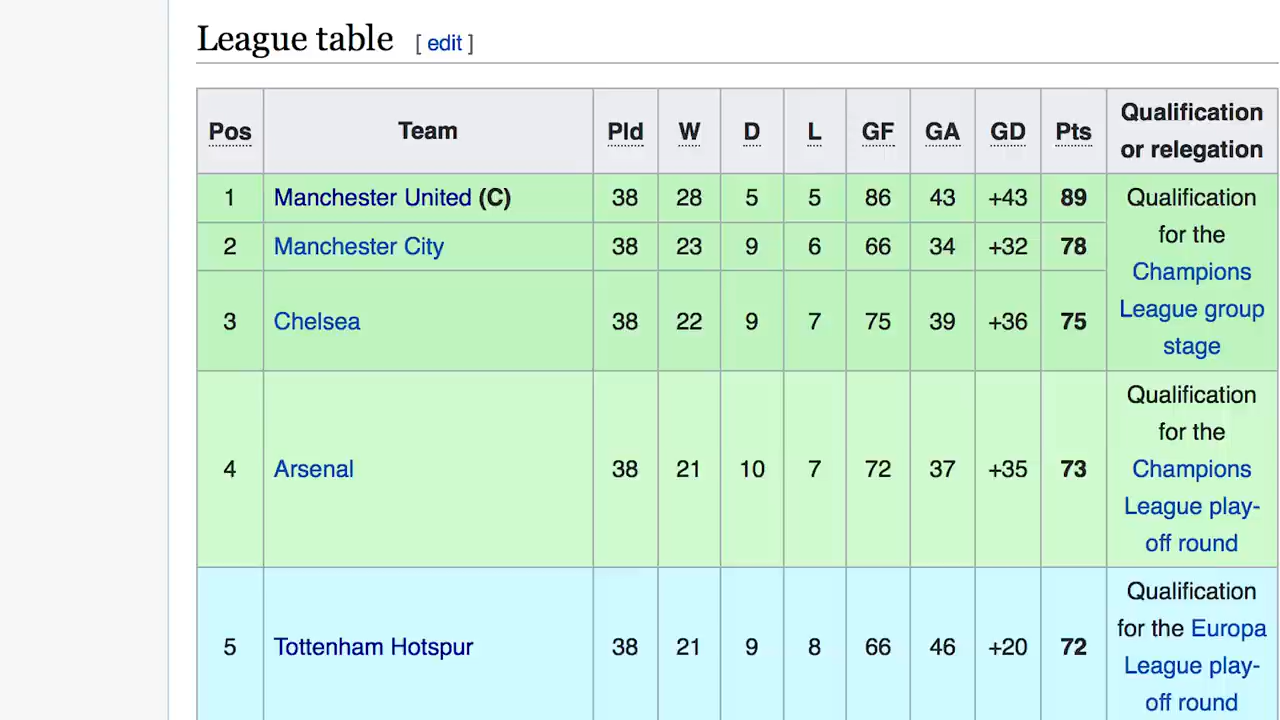 League table [ edit ]
Pos Team Pld W D L GF GA GD Pts Qualification
or relegation
1 Manchester United (C) 38 28 5 5 86 43 +43 89 Qualification
for the
2 Manchester City 38 23 9 6 66 34 +32 78
Champions
3 Chelsea 38 22 9 7 75 39 +36 75 League group
stage
Qualification
for the
4 Arsenal 38 21 10 7 72 37 +35 73 Champions
League play-
off round
Qualification
for the Europa
5 Tottenham Hotspur 38 21 9 8 66 46 +20 72
League play-
off round